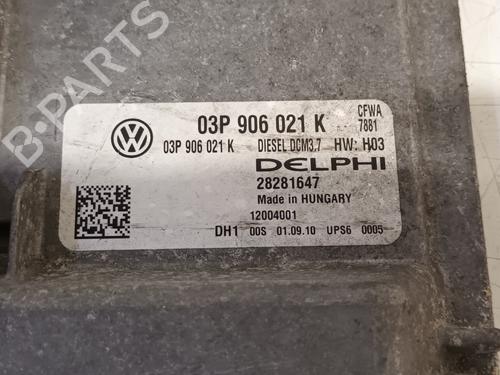 03P 906 021 K
CFWA
7881
03P 906 021 K DIESEL DCM3.7 HW: H03
DELPHI
28281647
Made in HUNGARY
12004001
DH1 00S 01.09.10 UPS6 0005
B-PARTS